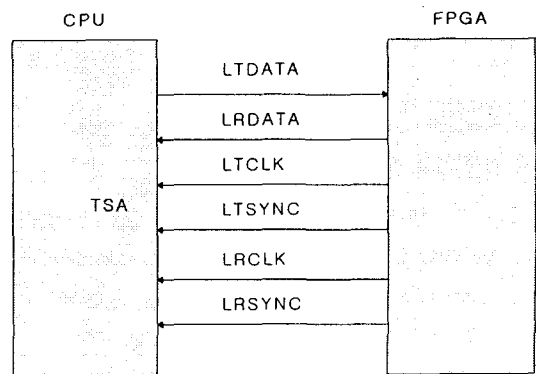 CPU FPGA
LTDATA
LRDATA
LTCLK
TSA
LTSYNC
LRCLK
LRSYNC